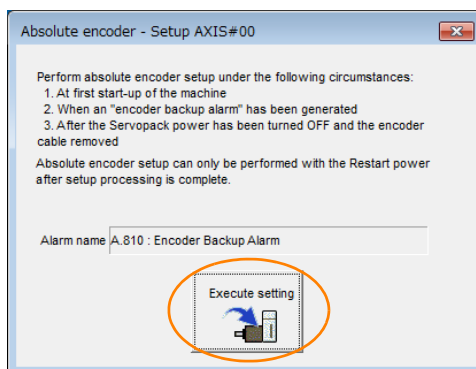 Absolute encoder - Setup AXIS#00
Perform absolute encoder setup under the following circumstances:
1. At first start-up of the machine
2. When an "encoder backup alarm" has been generated
3. After the Servopack power has been turned OFF and the encoder
cable removed
Absolute encoder setup can only be performed with the Restart power
after setup processing is complete.
Alarm name A.810 : Encoder Backup Alarm
Execute setting